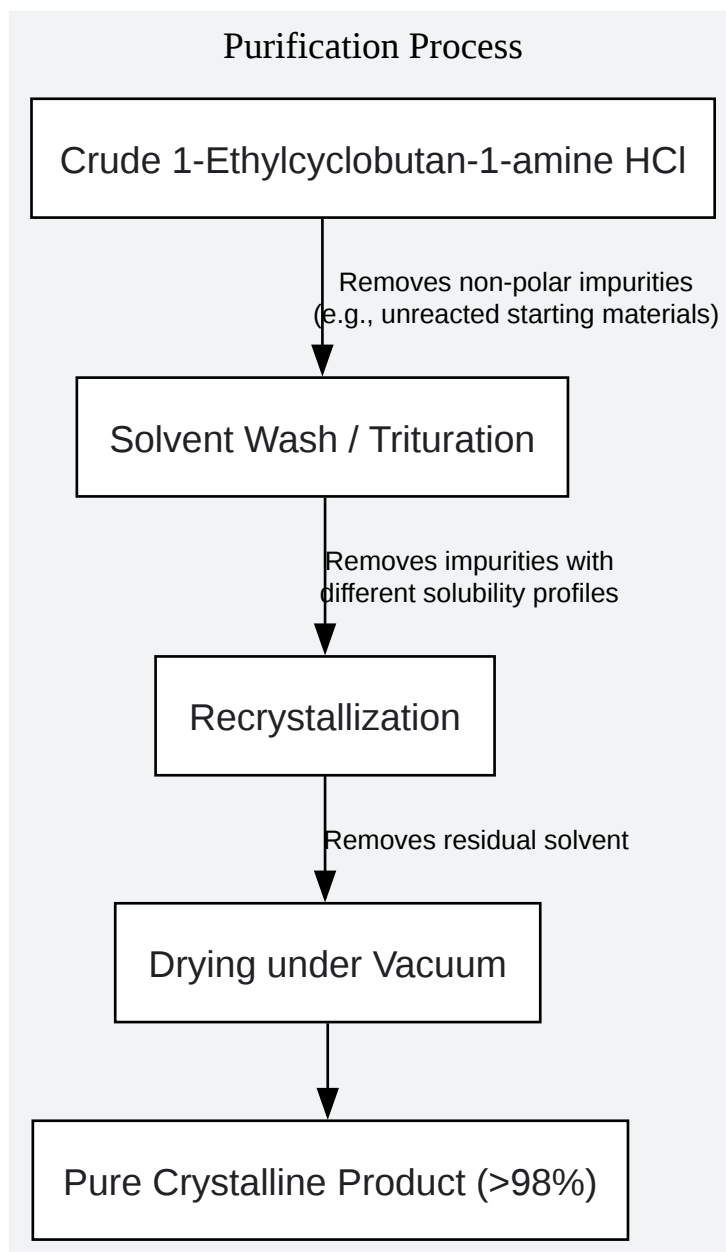 Purification Process
Crude 1-Ethylcyclobutan-1-amine HCl
Removes non-polar impurities
(e.g., unreacted starting materials)
Solvent Wash / Trituration
Removes impurities with
different solubility profiles
Recrystallization
Removes residual solvent
Drying under Vacuum
Pure Crystalline Product (>98%)